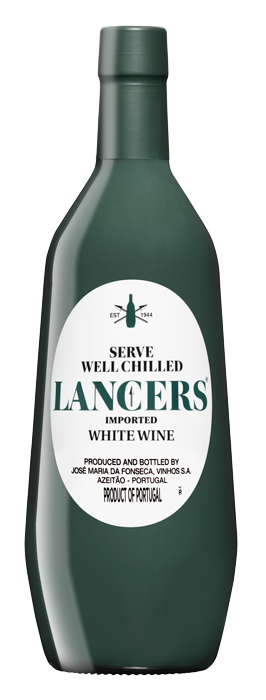 EST 1944
SERVE
WELL CHILLED
LANCERS®
IMPORTED
WHITE WINE
PRODUCED AND BOTTLED BY
JOSÉ MARIA DA FONSECA, VINHOS S.A.
AZEITÃO - PORTUGAL
PRODUCT OF PORTUGAL